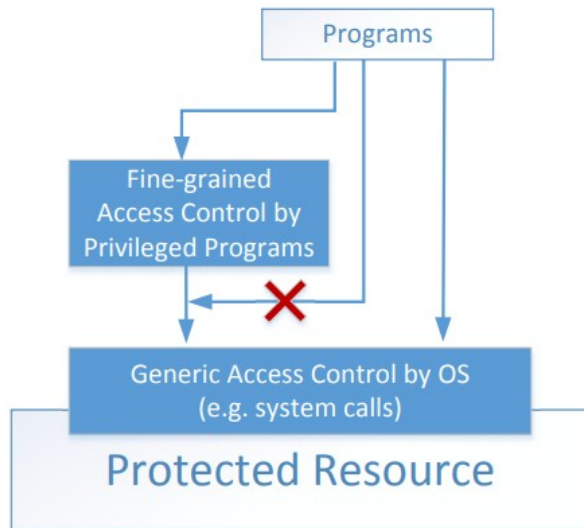 Programs
Fine-grained
Access Control by
Privileged Programs
Generic Access Control by OS
(e.g. system calls)
Protected Resource